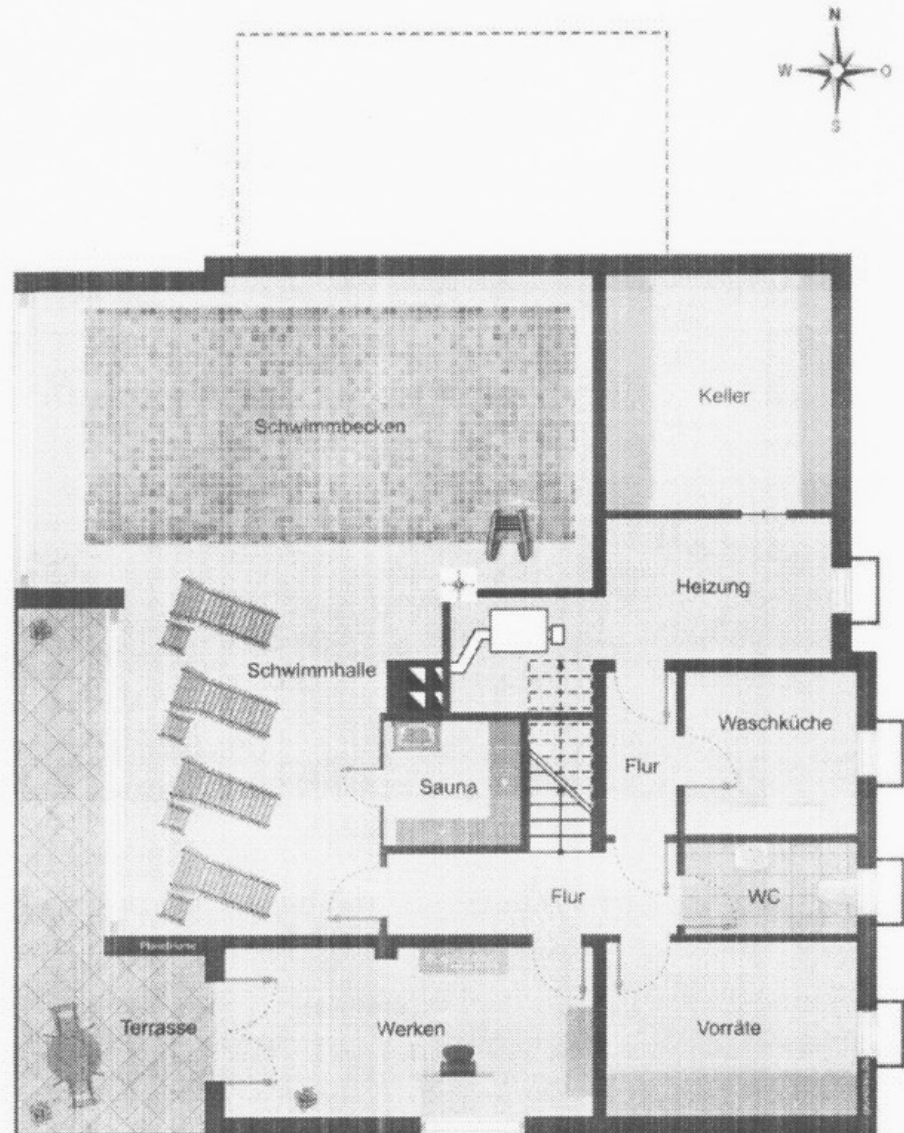 N
W O
S
Schwimmbecken
Keller
Heizung
Schwimmhalle
Waschküche
Sauna
Flur
Flur
WC
Terrasse
Werken
Vorräte